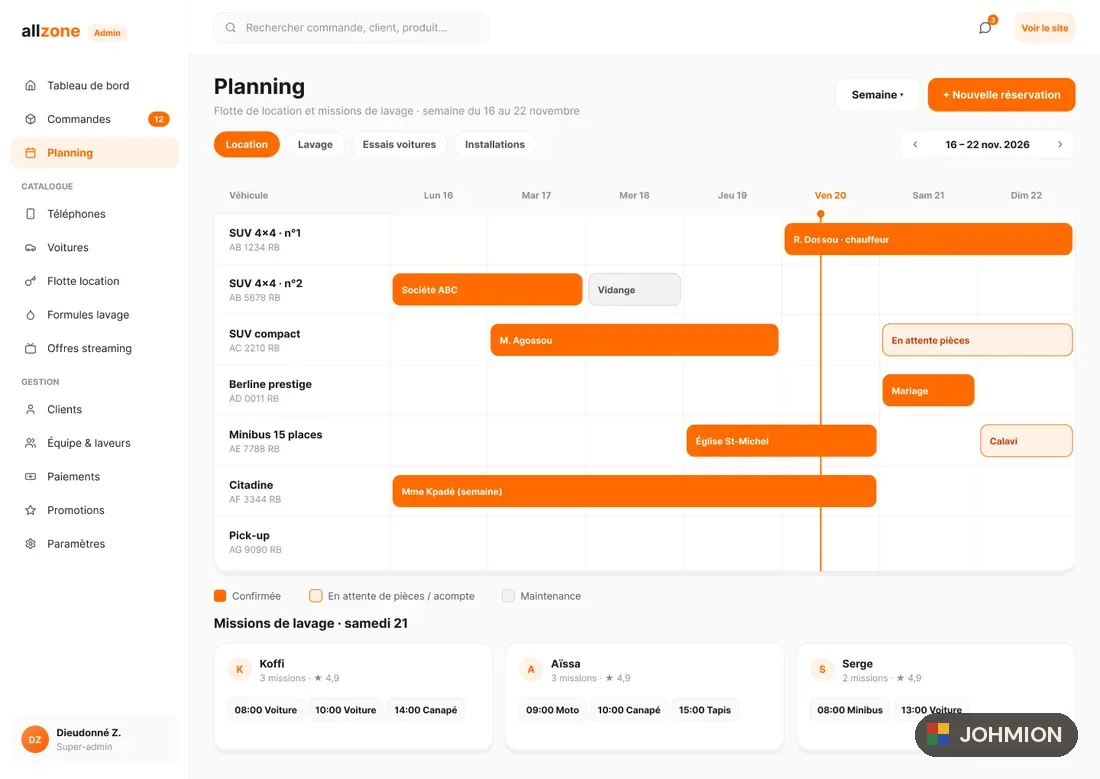 allzone Admin
Rechercher commande, client, produit...
3
Voir le site
Tableau de bord
Commandes 12
Planning
CATALOGUE
Téléphones
Voitures
Flotte location
Formules lavage
Offres streaming
GESTION
Clients
Équipe & laveurs
Paiements
Promotions
Paramètres
DZ
Dieudonné Z.
Super-admin
Planning
Flotte de location et missions de lavage · semaine du 16 au 22 novembre
Semaine
+ Nouvelle réservation
Location Lavage Essais voitures Installations
16 – 22 nov. 2026
Véhicule Lun 16 Mar 17 Mer 18 Jeu 19 Ven 20 Sam 21 Dim 22
SUV 4×4 · n°1
AB 1234 RB
R. Dossou · chauffeur
SUV 4×4 · n°2
AB 5678 RB
Société ABC
Vidange
SUV compact
AC 2210 RB
M. Agossou
En attente pièces
Berline prestige
AD 0011 RB
Mariage
Minibus 15 places
AE 7788 RB
Église St-Michel
Calavi
Citadine
AF 3344 RB
Mme Kpadé (semaine)
Pick-up
AG 9090 RB
Confirmée En attente de pièces / acompte Maintenance
Missions de lavage · samedi 21
K
Koffi
3 missions · ★ 4,9
08:00 Voiture 10:00 Voiture 14:00 Canapé
A
Aïssa
3 missions · ★ 4,9
09:00 Moto 10:00 Canapé 15:00 Tapis
S
Serge
2 missions · ★ 4,9
08:00 Minibus 13:00 Voiture
JOHMION